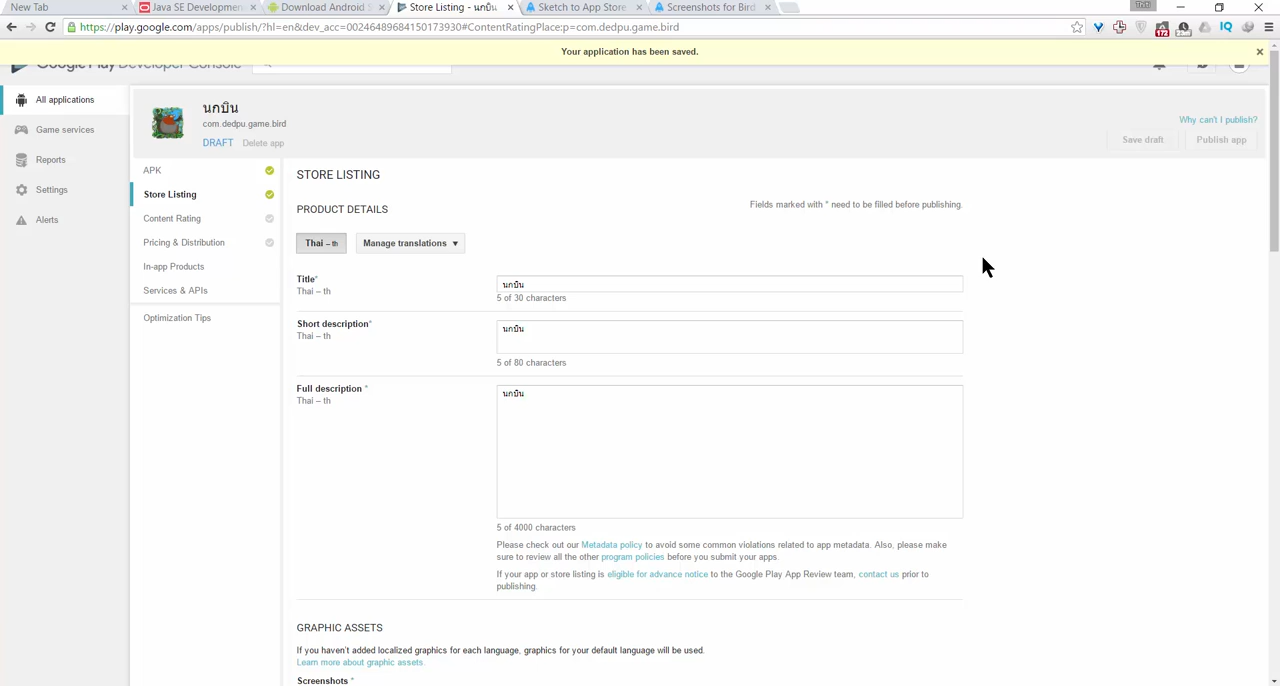 New Tab
Java SE Developmen
Download Android S
Store Listing - นกบิน
Sketch to App Store
Screenshots for Bird
Thiti
https://play.google.com/apps/publish/?hl=en&dev_acc=00246489684150173930#ContentRatingPlace:p=com.dedpu.game.bird
172
IQ
Your application has been saved.
Google Play Developer Console
All applications
Game services
Reports
Settings
Alerts
นกบิน
com.dedpu.game.bird
DRAFT Delete app
Why can't I publish?
Save draft
Publish app
APK
Store Listing
Content Rating
Pricing & Distribution
In-app Products
Services & APIs
Optimization Tips
STORE LISTING
PRODUCT DETAILS
Fields marked with * need to be filled before publishing.
Thai – th
Manage translations
Title*
Thai – th
นกบิน
5 of 30 characters
Short description*
Thai – th
นกบิน
5 of 80 characters
Full description *
Thai – th
นกบิน
5 of 4000 characters
Please check out our Metadata policy to avoid some common violations related to app metadata. Also, please make
sure to review all the other program policies before you submit your apps.
If your app or store listing is eligible for advance notice to the Google Play App Review team, contact us prior to
publishing.
GRAPHIC ASSETS
If you haven't added localized graphics for each language, graphics for your default language will be used.
Learn more about graphic assets.
Screenshots *